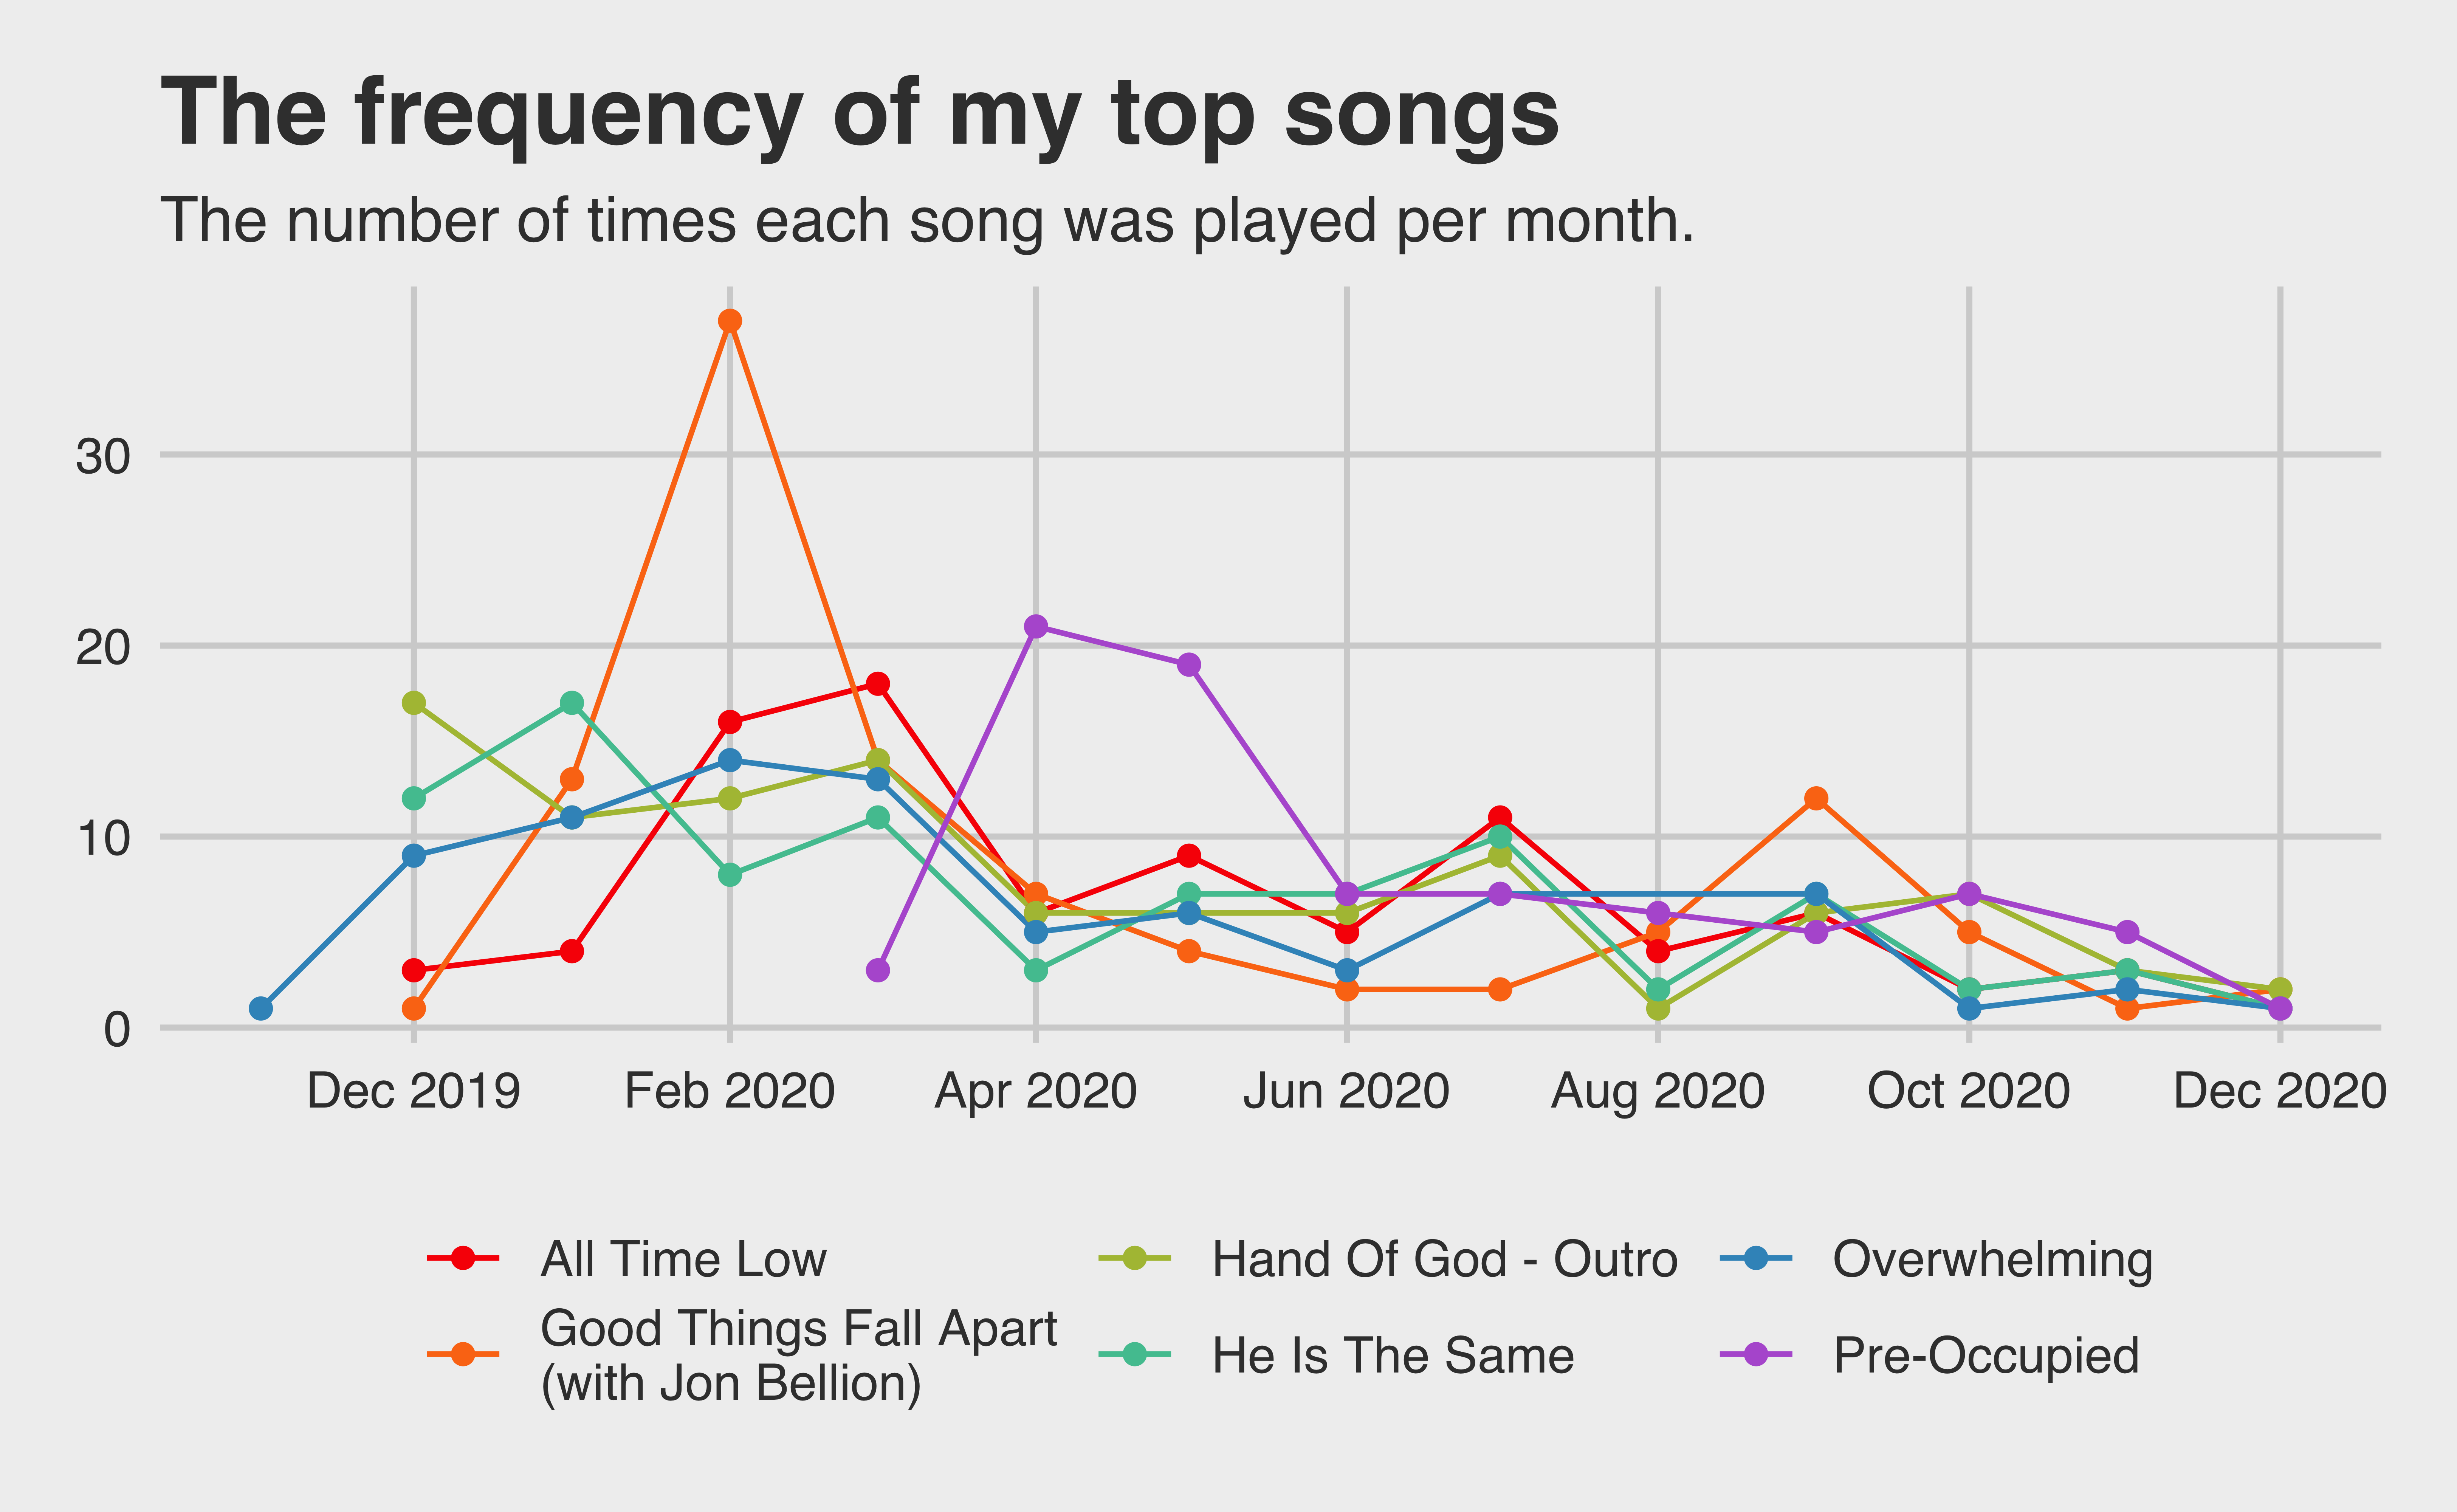 The frequency of my top songs
The number of times each song was played per month.
30
20
10
0
Dec 2019 Feb 2020 Apr 2020 Jun 2020 Aug 2020 Oct 2020 Dec 2020
All Time Low
Good Things Fall Apart
(with Jon Bellion)
Hand Of God - Outro
He Is The Same
Overwhelming
Pre-Occupied